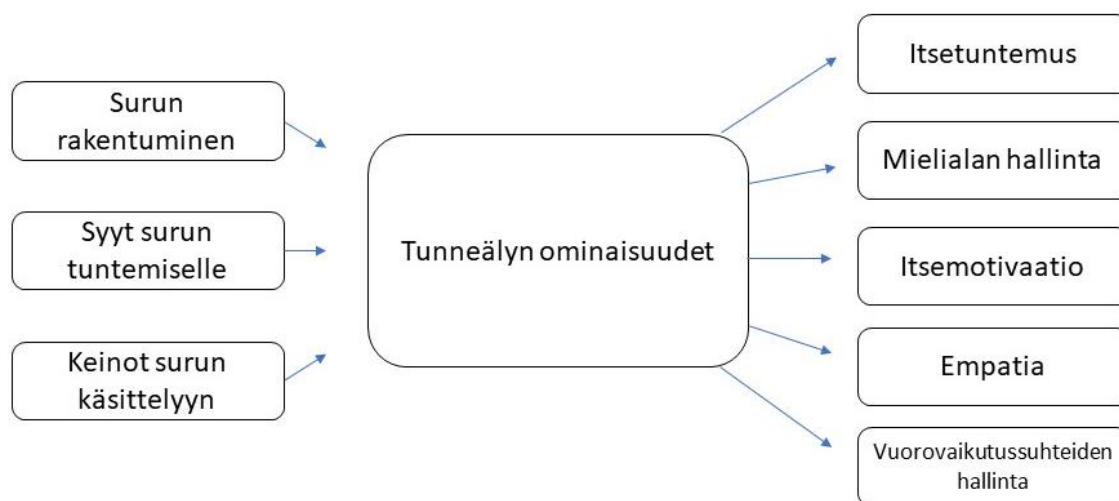 Surun
rakentuminen
Syyt surun
tuntemiselle
Keinot surun
käsittelyyn
Tunneälyn ominaisuudet
Itsetuntemus
Mielialan hallinta
Itsemotivaatio
Empatia
Vuorovaikutussuhteiden
hallinta